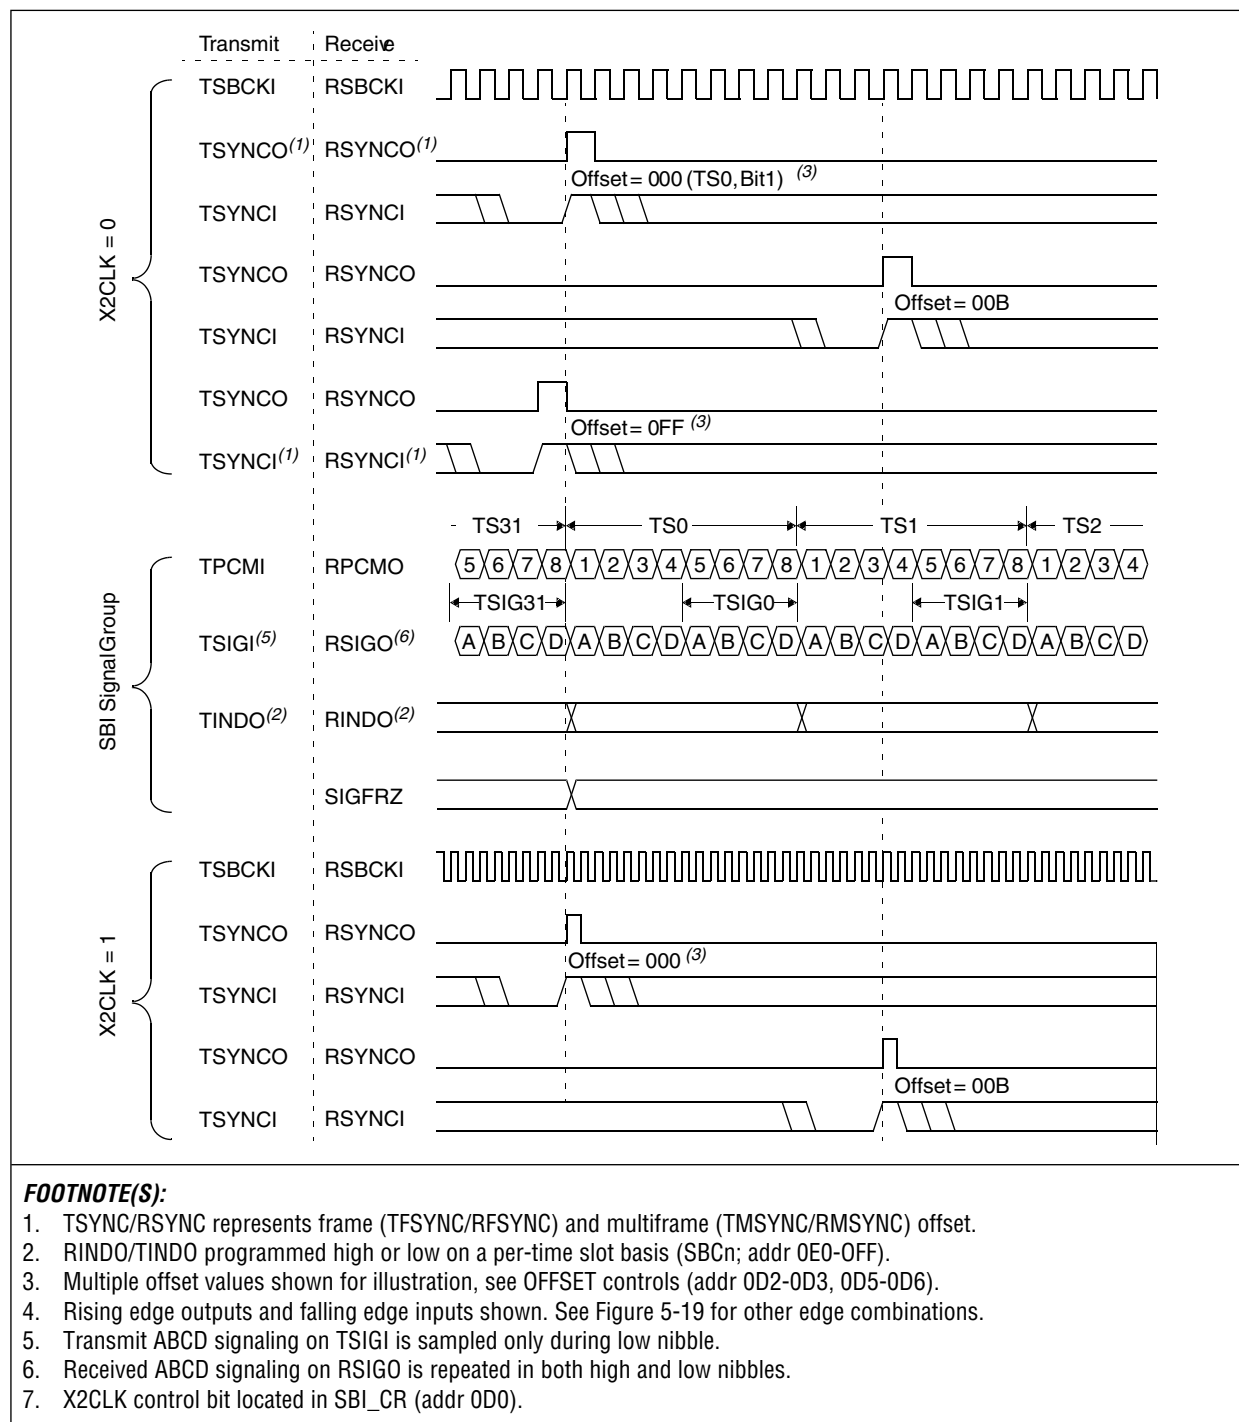 Transmit Receive
TSBCKI RSBCKI
TSYNCO(1) RSYNCO(1)
Offset = 000 (TS0, Bit1) (3)
TSYNCI RSYNCI
X2CLK = 0
TSYNCO RSYNCO
Offset = 00B
TSYNCI RSYNCI
TSYNCO RSYNCO
Offset = 0FF (3)
TSYNCI(1) RSYNCI(1)
TS31 TS0 TS1 TS2
TPCMI RPCMO 5 6 7 8 1 2 3 4 5 6 7 8 1 2 3 4 5 6 7 8 1 2 3 4
TSIG31 TSIG0 TSIG1
TSIGI(5) RSIGO(6) A B C D A B C D A B C D A B C D A B C D A B C D
SBI Signal Group
TINDO(2) RINDO(2)
SIGFRZ
TSBCKI RSBCKI
TSYNCO RSYNCO
Offset = 000 (3)
X2CLK = 1
TSYNCI RSYNCI
TSYNCO RSYNCO
Offset = 00B
TSYNCI RSYNCI
FOOTNOTE(S):
1. TSYNC/RSYNC represents frame (TFSYNC/RFSYNC) and multiframe (TMSYNC/RMSYNC) offset.
2. RINDO/TINDO programmed high or low on a per-time slot basis (SBCn; addr 0E0-OFF).
3. Multiple offset values shown for illustration, see OFFSET controls (addr 0D2-0D3, 0D5-0D6).
4. Rising edge outputs and falling edge inputs shown. See Figure 5-19 for other edge combinations.
5. Transmit ABCD signaling on TSIGI is sampled only during low nibble.
6. Received ABCD signaling on RSIGO is repeated in both high and low nibbles.
7. X2CLK control bit located in SBI_CR (addr 0D0).